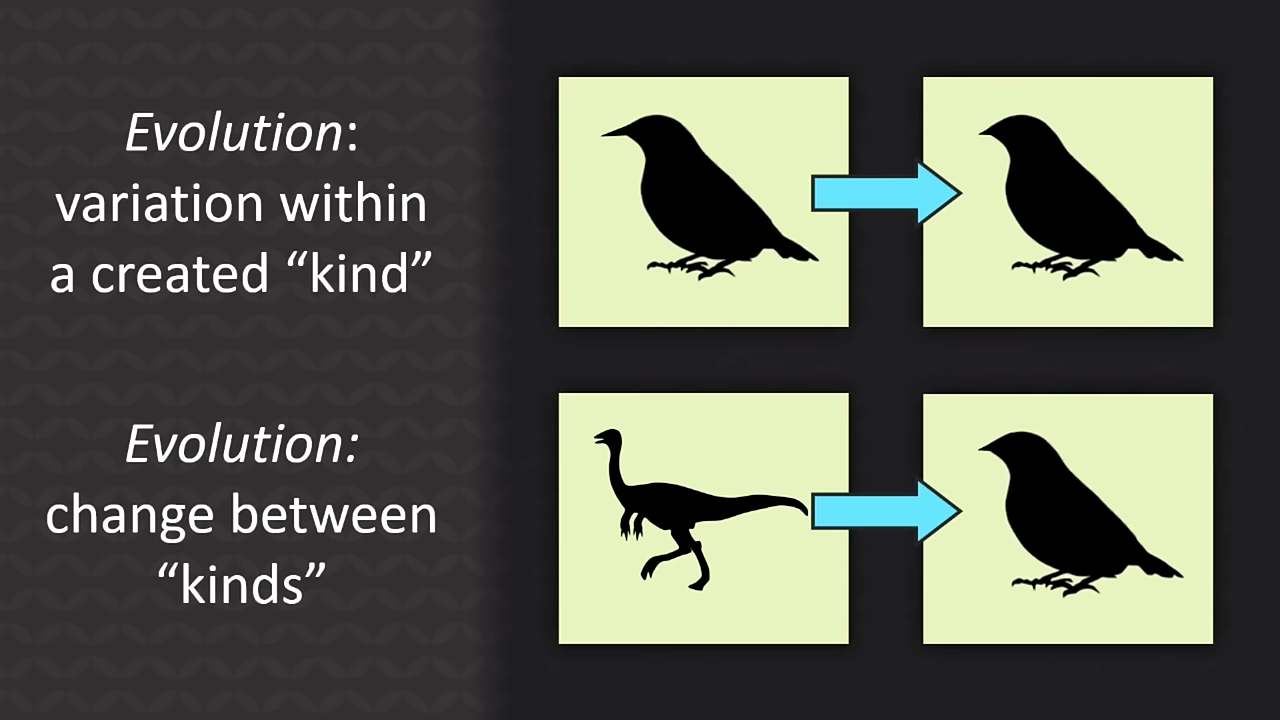 Evolution:
variation within
a created “kind”
Evolution:
change between
“kinds”